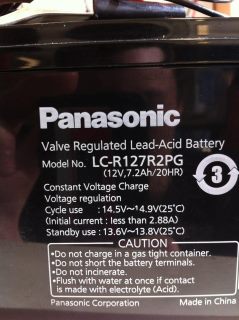 Panasonic
Valve Regulated Lead-Acid Battery
Model No. LC-R127R2PG
(12V,7.2Ah/20HR)
Constant Voltage Charge
Voltage regulation
Cycle use : 14.5V~14.9V(25°C)
(Initial current : less than 2.88A)
Standby use : 13.6V~13.8V(25°C)
3
CAUTION
•Do not charge in a gas tight container.
•Do not short the battery terminals.
•Do not incinerate.
•Flush with water at once if contact
is made with electrolyte (Acid).
Panasonic Corporation Made in China